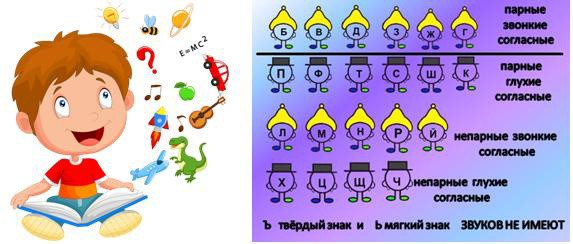 ?
E=MC²
Б В Д З Ж Г
парные
звонкие
согласные
П Ф Т С Ш К
парные
глухие
согласные
Л М Н Р Й
непарные звонкие
согласные
Х Ц Щ Ч
непарные глухие
согласные
Ъ твёрдый знак и Ь мягкий знак ЗВУКОВ НЕ ИМЕЮТ